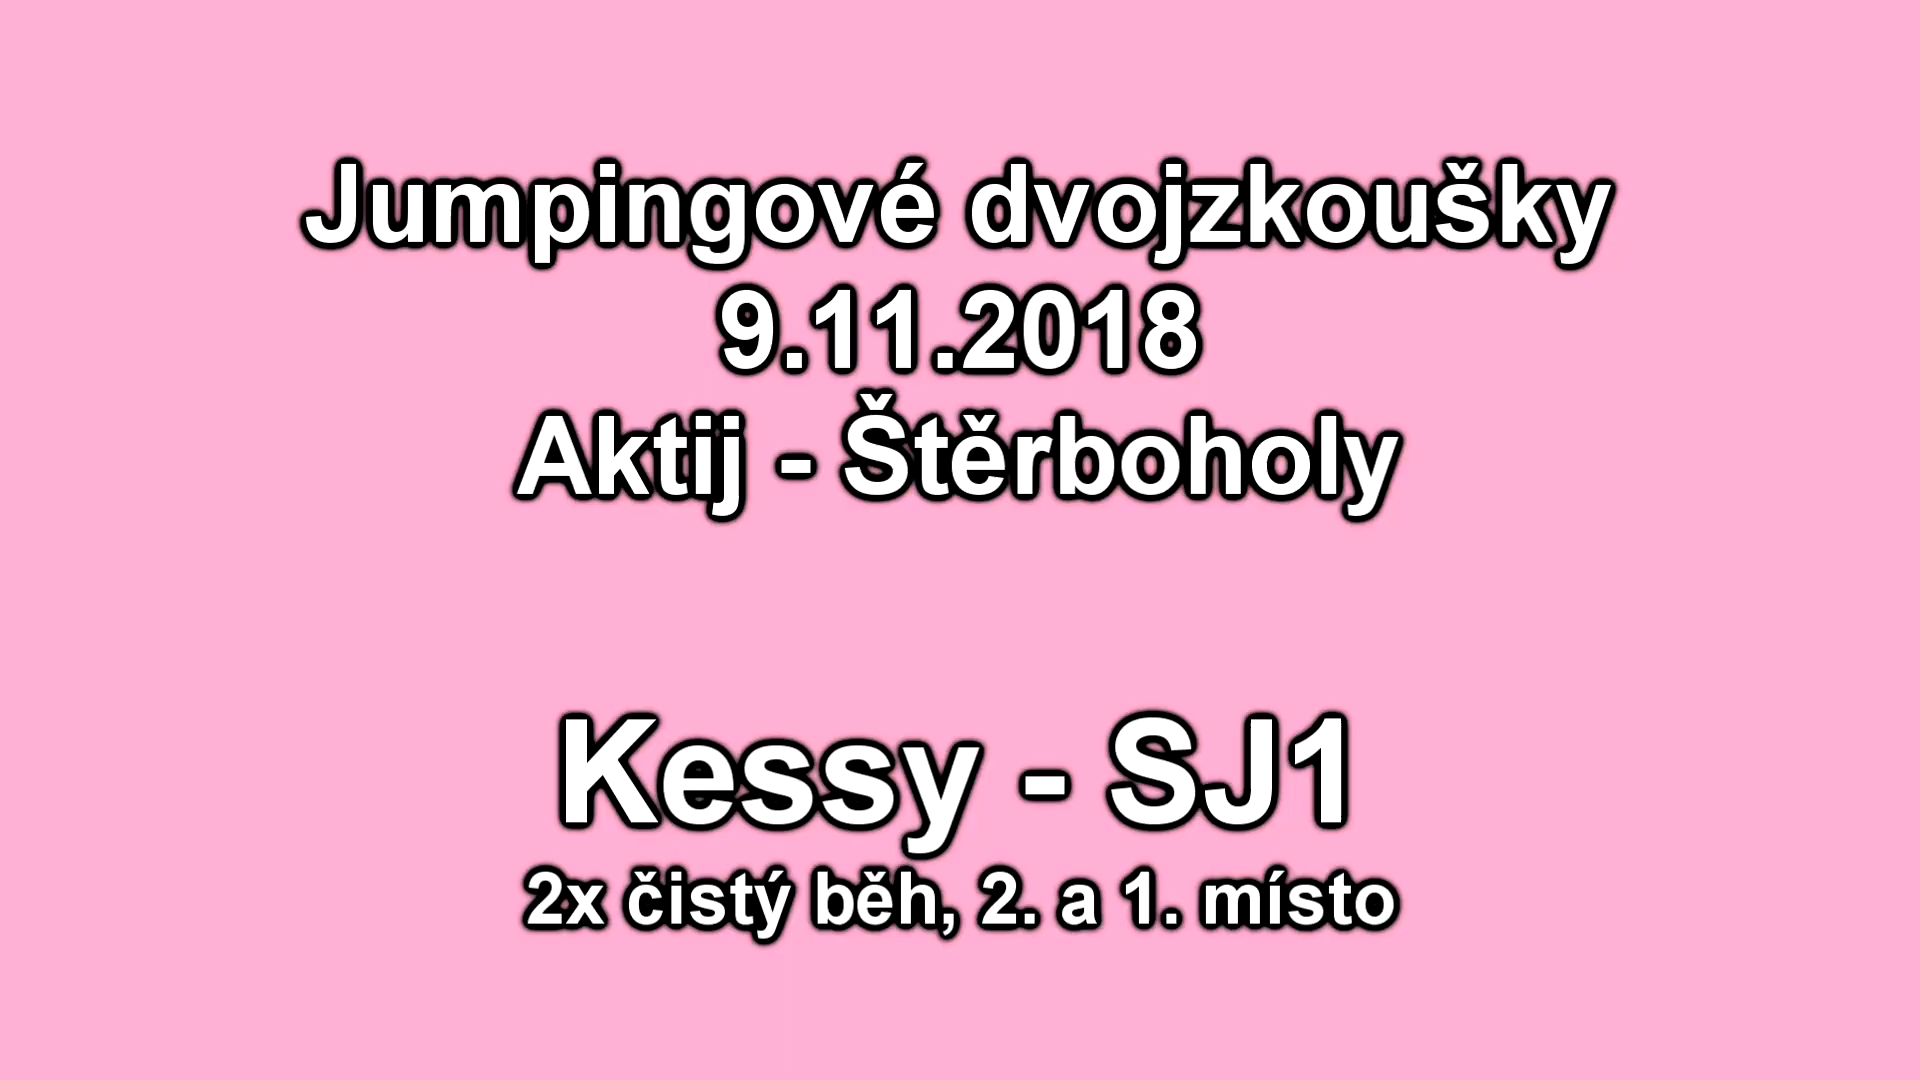 Jumpingové dvojzkoušky
9.11.2018
Aktij - Štěrboholy
Kessy - SJ1
2x čistý běh, 2. a 1. místo